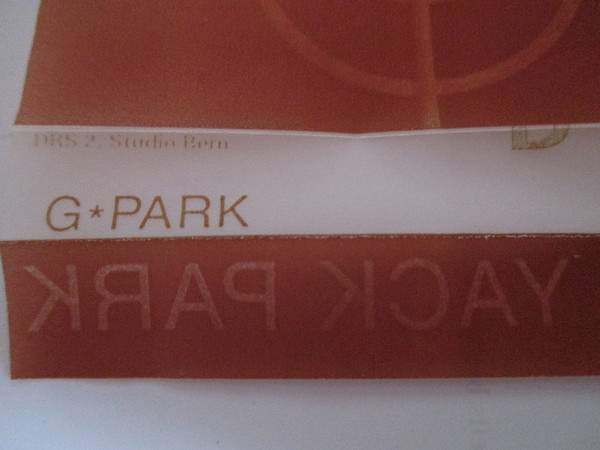 DRS 2, Studio Bern
D
G*PARK
YACK PARK